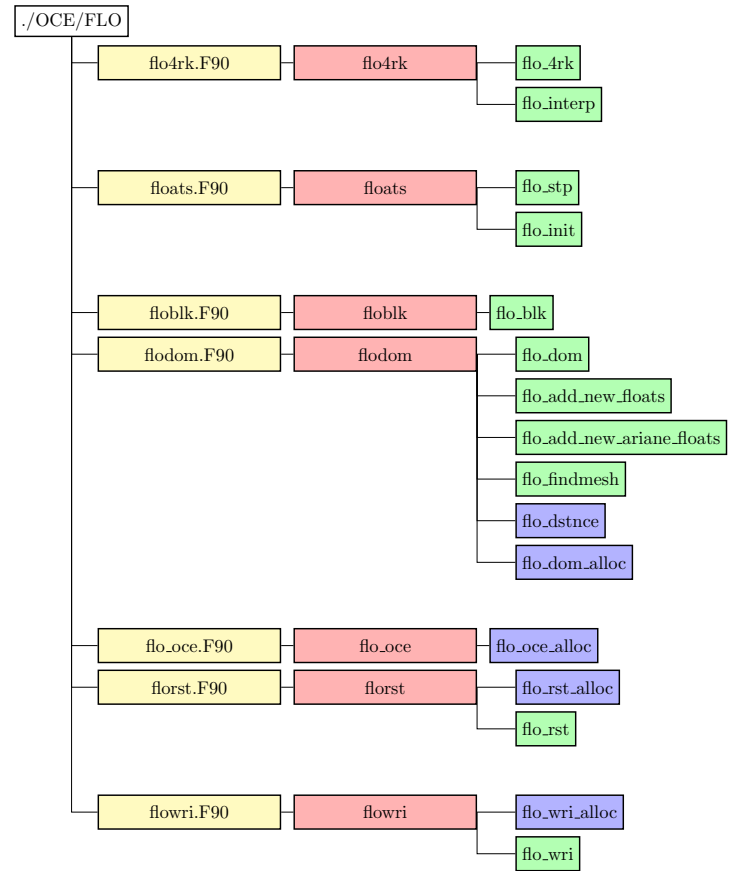 ./OCE/FLO
flo4rk.F90 flo4rk flo_4rk
flo_interp
floats.F90 floats flo_stp
flo_init
floblk.F90 floblk flo_blk
flodom.F90 flodom flo_dom
flo_add_new_floats
flo_add_new_ariane_floats
flo_findmesh
flo_dstnce
flo_dom_alloc
flo_oce.F90 flo_oce flo_oce_alloc
florst.F90 florst flo_rst_alloc
flo_rst
flowri.F90 flowri flo_wri_alloc
flo_wri